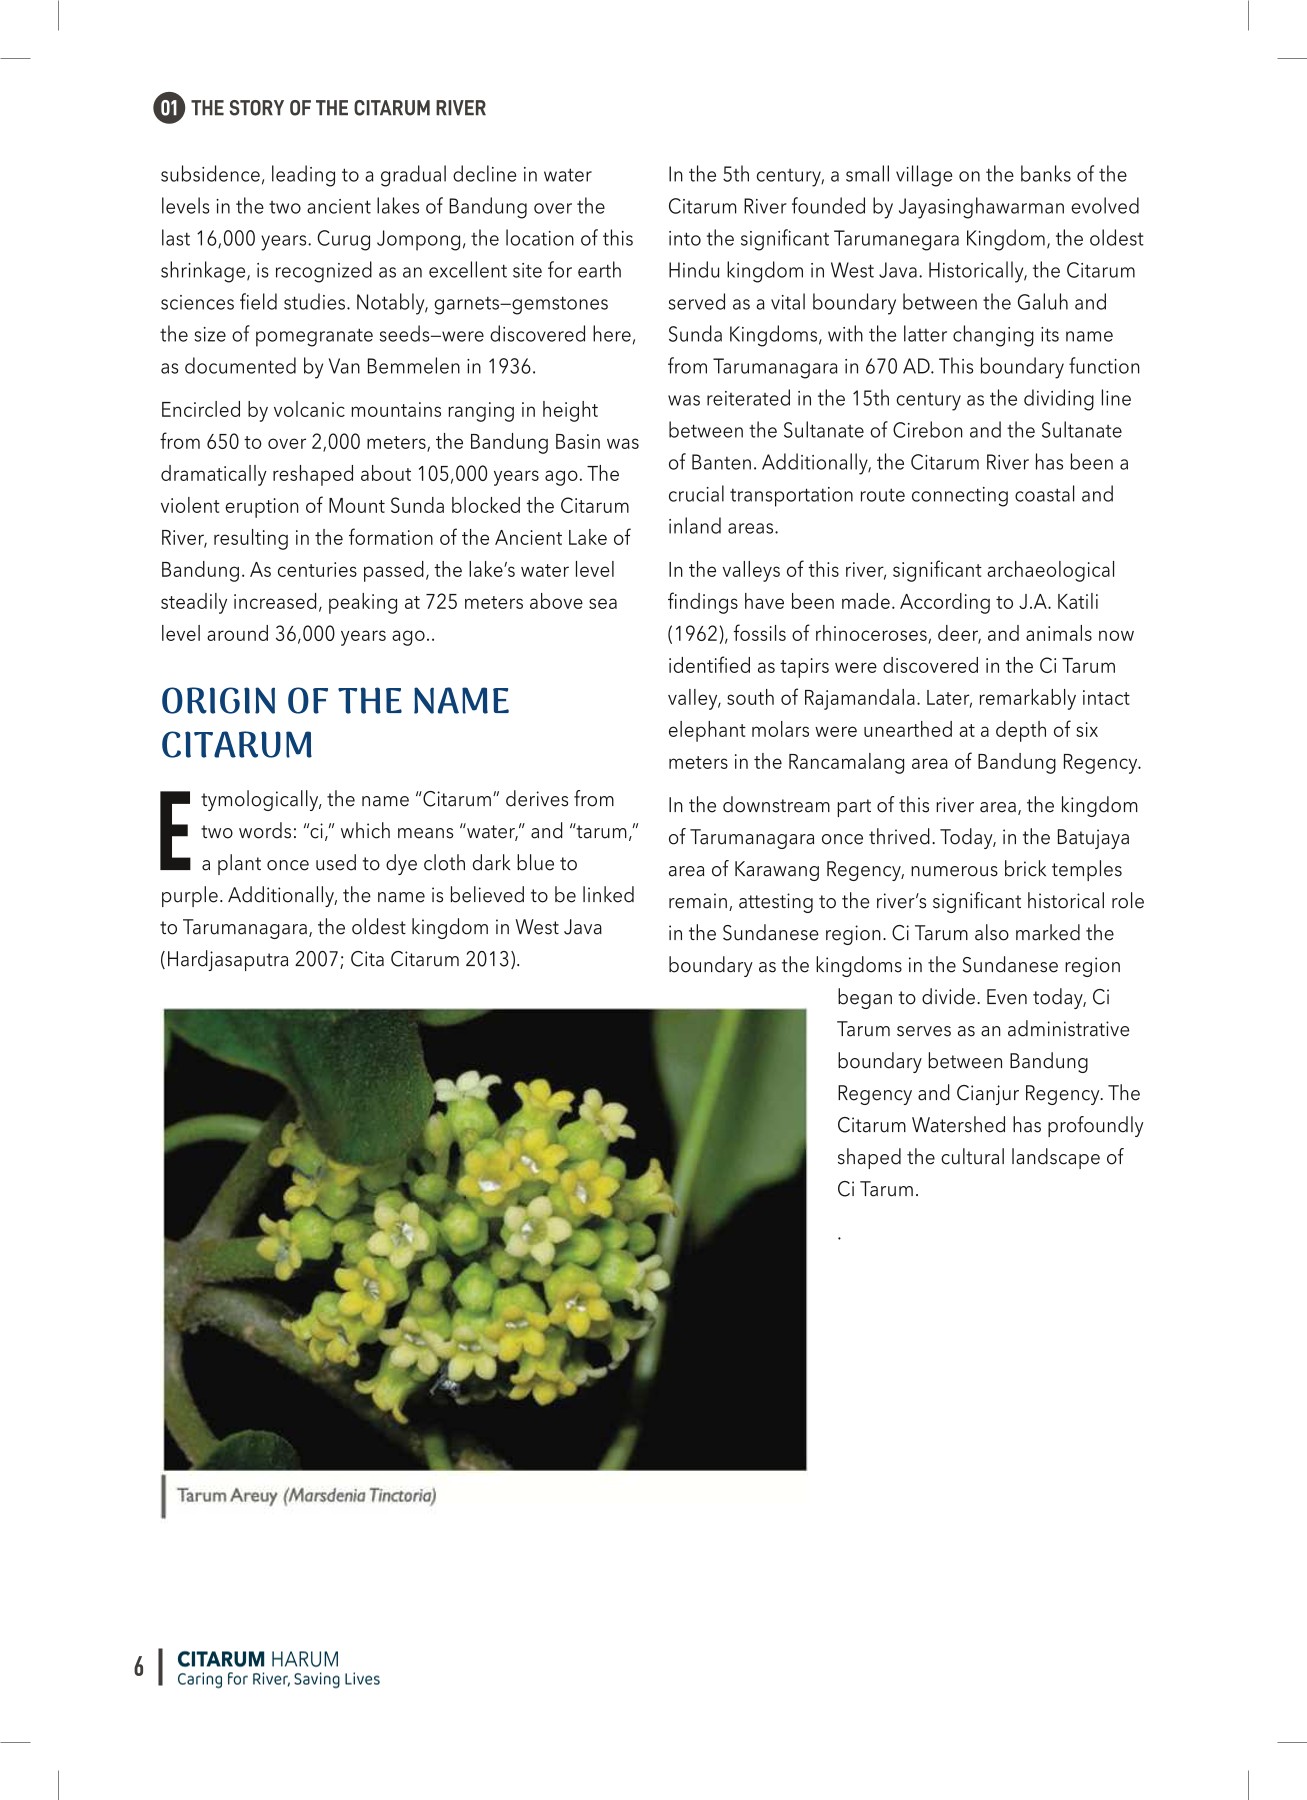 01 THE STORY OF THE CITARUM RIVER
subsidence, leading to a gradual decline in water
levels in the two ancient lakes of Bandung over the
last 16,000 years. Curug Jompong, the location of this
shrinkage, is recognized as an excellent site for earth
sciences field studies. Notably, garnets—gemstones
the size of pomegranate seeds—were discovered here,
as documented by Van Bemmelen in 1936.
Encircled by volcanic mountains ranging in height
from 650 to over 2,000 meters, the Bandung Basin was
dramatically reshaped about 105,000 years ago. The
violent eruption of Mount Sunda blocked the Citarum
River, resulting in the formation of the Ancient Lake of
Bandung. As centuries passed, the lake’s water level
steadily increased, peaking at 725 meters above sea
level around 36,000 years ago..
ORIGIN OF THE NAME
CITARUM
Etymologically, the name “Citarum” derives from
two words: “ci,” which means “water,” and “tarum,”
a plant once used to dye cloth dark blue to
purple. Additionally, the name is believed to be linked
to Tarumanagara, the oldest kingdom in West Java
(Hardjasaputra 2007; Cita Citarum 2013).
In the 5th century, a small village on the banks of the
Citarum River founded by Jayasinghawarman evolved
into the significant Tarumanegara Kingdom, the oldest
Hindu kingdom in West Java. Historically, the Citarum
served as a vital boundary between the Galuh and
Sunda Kingdoms, with the latter changing its name
from Tarumanagara in 670 AD. This boundary function
was reiterated in the 15th century as the dividing line
between the Sultanate of Cirebon and the Sultanate
of Banten. Additionally, the Citarum River has been a
crucial transportation route connecting coastal and
inland areas.
In the valleys of this river, significant archaeological
findings have been made. According to J.A. Katili
(1962), fossils of rhinoceroses, deer, and animals now
identified as tapirs were discovered in the Ci Tarum
valley, south of Rajamandala. Later, remarkably intact
elephant molars were unearthed at a depth of six
meters in the Rancamalang area of Bandung Regency.
In the downstream part of this river area, the kingdom
of Tarumanagara once thrived. Today, in the Batujaya
area of Karawang Regency, numerous brick temples
remain, attesting to the river’s significant historical role
in the Sundanese region. Ci Tarum also marked the
boundary as the kingdoms in the Sundanese region
began to divide. Even today, Ci
Tarum serves as an administrative
boundary between Bandung
Regency and Cianjur Regency. The
Citarum Watershed has profoundly
shaped the cultural landscape of
Ci Tarum.
.
Tarum Areuy (Marsdenia Tinctoria)
6
CITARUM HARUM
Caring for River, Saving Lives